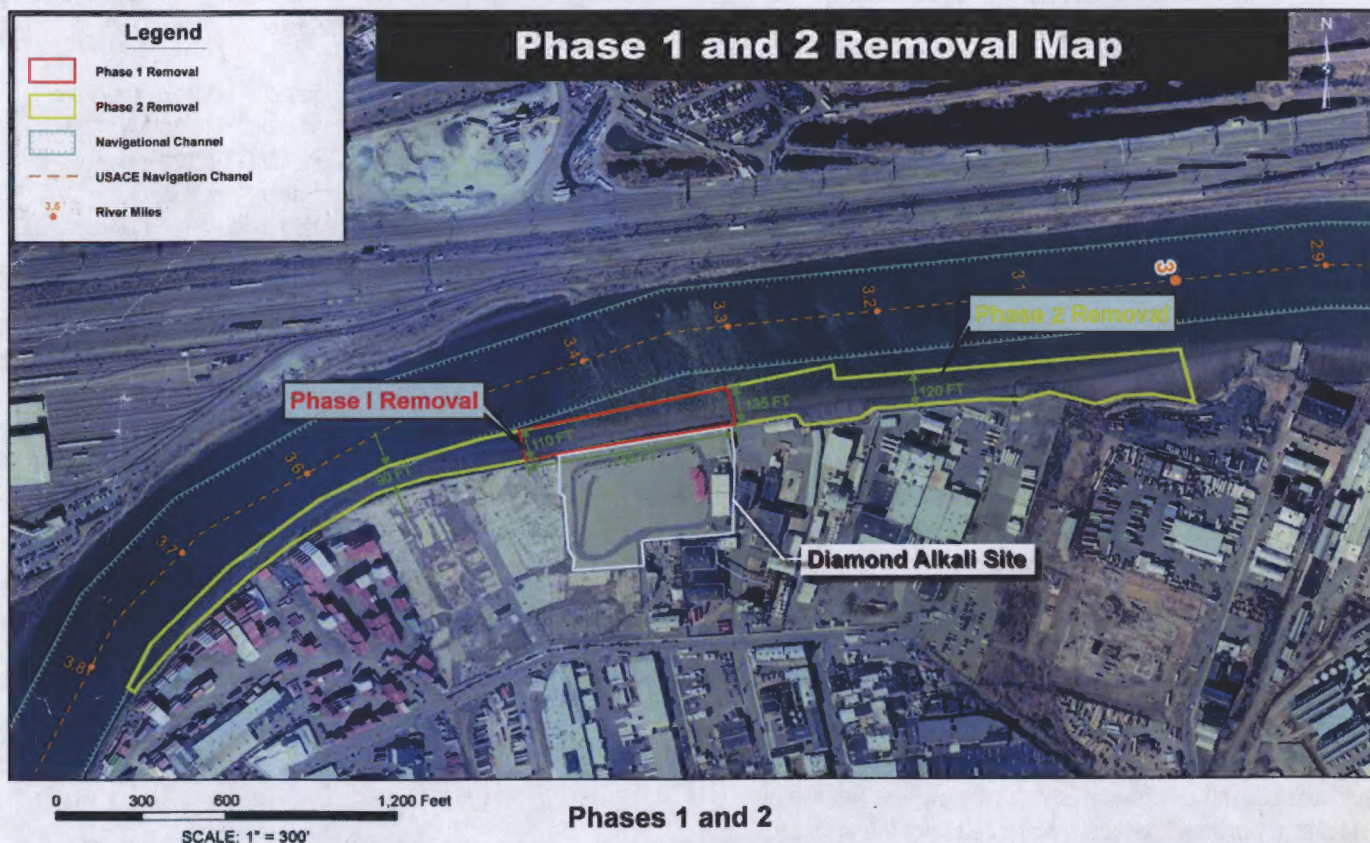 Legend
Phase 1 Removal
Phase 2 Removal
Navigational Channel
USACE Navigation Chanel
3.6
River Miles
Phase 1 and 2 Removal Map
N
2.9
3
3.1
3.2
3.3
3.4
3.6
3.7
3.8
Phase 2 Removal
Phase I Removal
120 FT
135 FT
110 FT
90 FT
Diamond Alkali Site
0 300 600 1,200 Feet
SCALE: 1" = 300'
Phases 1 and 2